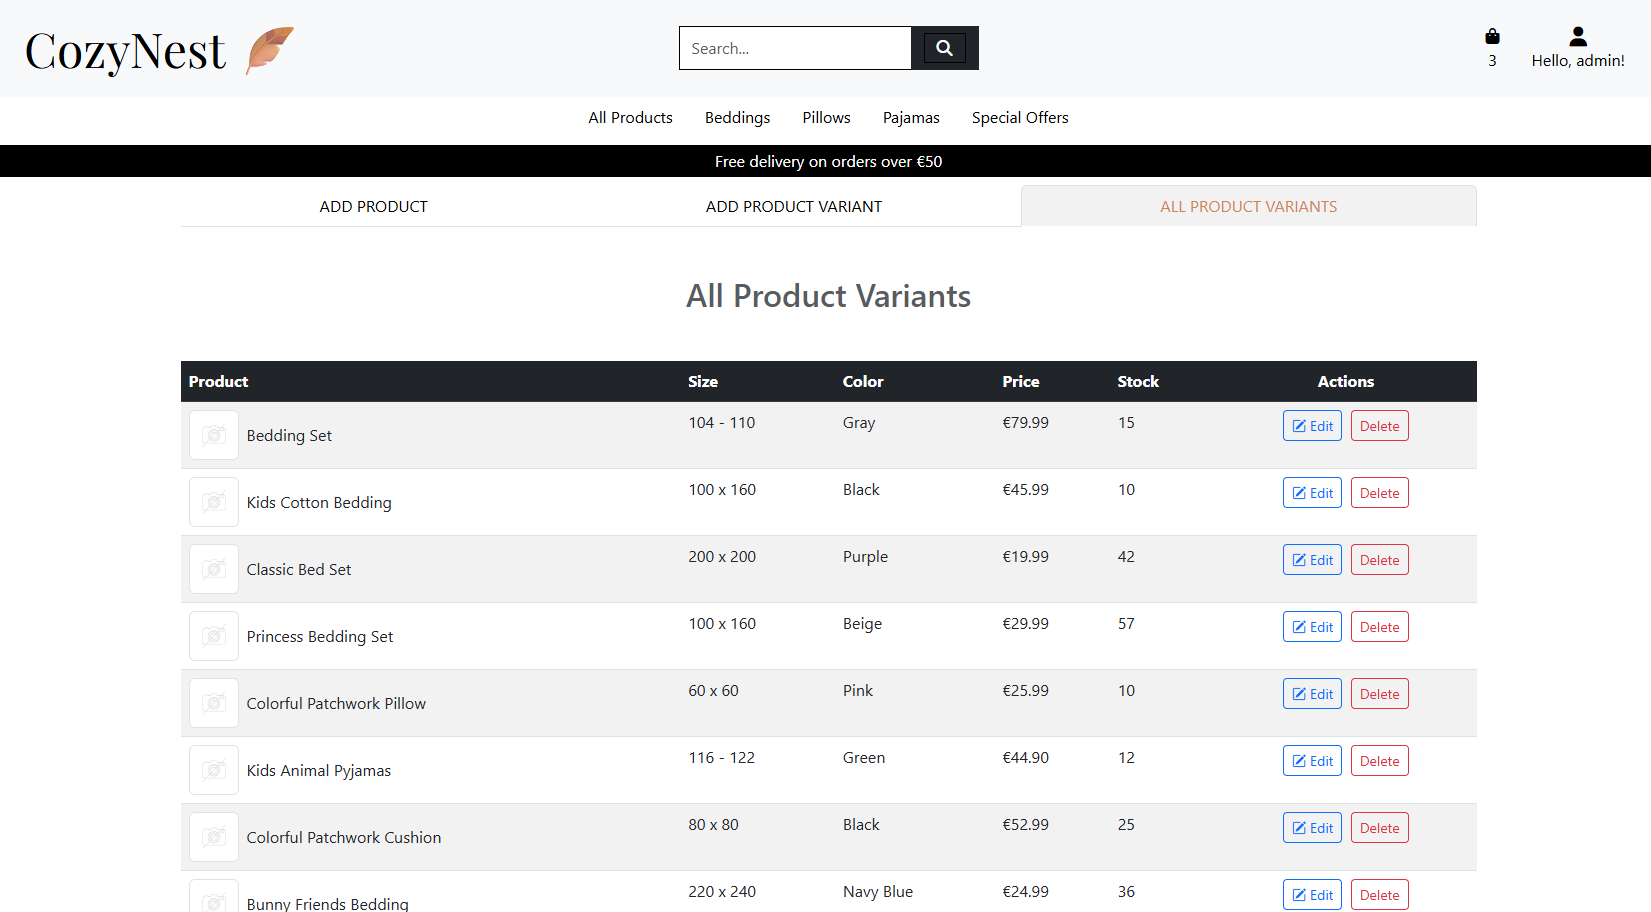 CozyNest
Search...
3
Hello, admin!
All Products Beddings Pillows Pajamas Special Offers
Free delivery on orders over €50
ADD PRODUCT ADD PRODUCT VARIANT ALL PRODUCT VARIANTS
All Product Variants
Product Size Color Price Stock Actions
Bedding Set 104 - 110 Gray €79.99 15 Edit Delete
Kids Cotton Bedding 100 x 160 Black €45.99 10 Edit Delete
Classic Bed Set 200 x 200 Purple €19.99 42 Edit Delete
Princess Bedding Set 100 x 160 Beige €29.99 57 Edit Delete
Colorful Patchwork Pillow 60 x 60 Pink €25.99 10 Edit Delete
Kids Animal Pyjamas 116 - 122 Green €44.90 12 Edit Delete
Colorful Patchwork Cushion 80 x 80 Black €52.99 25 Edit Delete
Bunny Friends Bedding 220 x 240 Navy Blue €24.99 36 Edit Delete